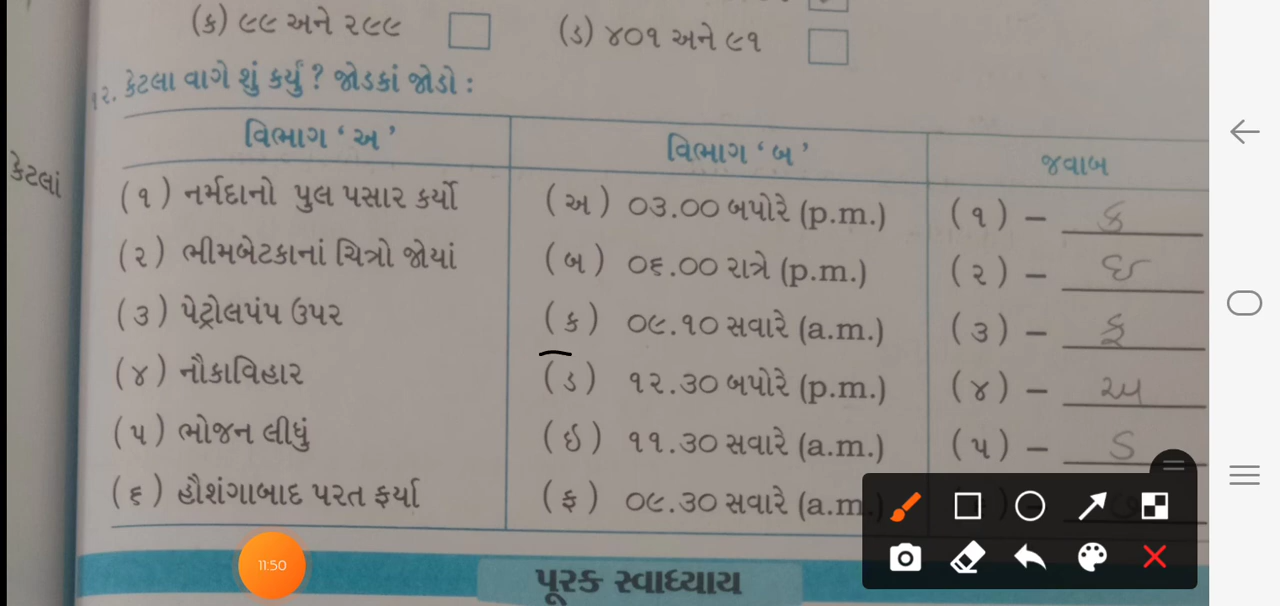 (ક) ૯૯ અને ૨૯૯ (ડ) ૪૦૧ અને ૯૧
૧૨. કેટલા વાગે શું કર્યું ? જોડકાં જોડો :
કેટલાં
વિભાગ ‘ અ ’ વિભાગ ‘ બ ’ જવાબ
(૧) નર્મદાનો પુલ પસાર કર્યો (અ) ૦૩.૦૦ બપોરે (p.m.) (૧) – ક
(૨) ભીમબેટકાનાં ચિત્રો જોયાં (બ) ૦૬.૦૦ રાત્રે (p.m.) (૨) – ઇ
(૩) પેટ્રોલપંપ ઉપર (ક) ૦૯.૧૦ સવારે (a.m.) (૩) – ફ
(૪) નૌકાવિહાર (ડ) ૧૨.૩૦ બપોરે (p.m.) (૪) – અ
(૫) ભોજન લીધું (ઇ) ૧૧.૩૦ સવારે (a.m.) (૫) – ડ
(૬) હૌશંગાબાદ પરત ફર્યા (ફ) ૦૯.૩૦ સવારે (a.m.)
11:50
પૂરક સ્વાધ્યાય